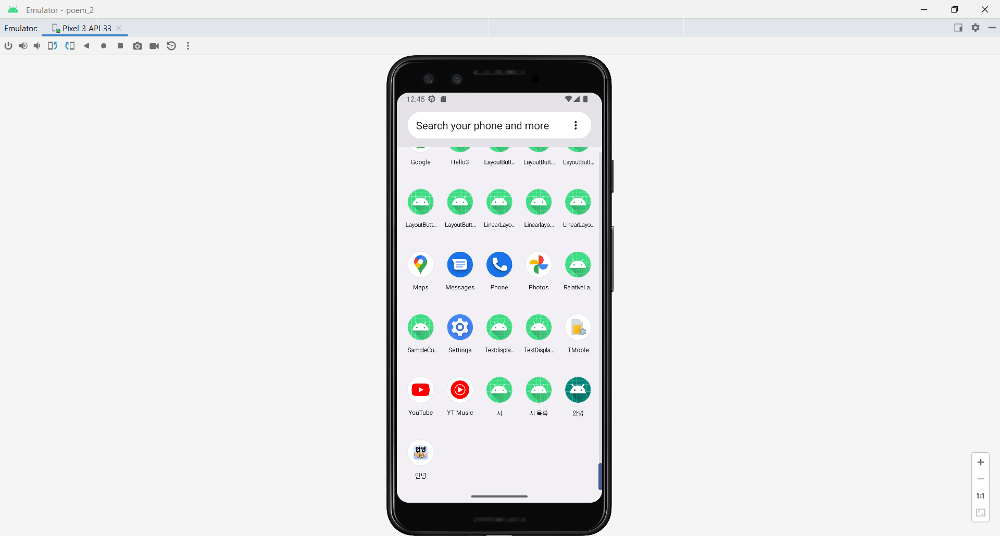 Emulator - poem_2
Emulator: Pixel 3 API 33
12:45
Search your phone and more
Google Hello3 LayoutButt... LayoutButt... LayoutButt...
LayoutButt... LayoutButt... LinearLayo... Linearlayo... LinearLayo...
Maps Messages Phone Photos RelativeLa...
SampleCo.. Settings Textdispla... TextDispla... TMoble
YouTube YT Music 시 시 목록 안녕
안녕
안녕
1:1